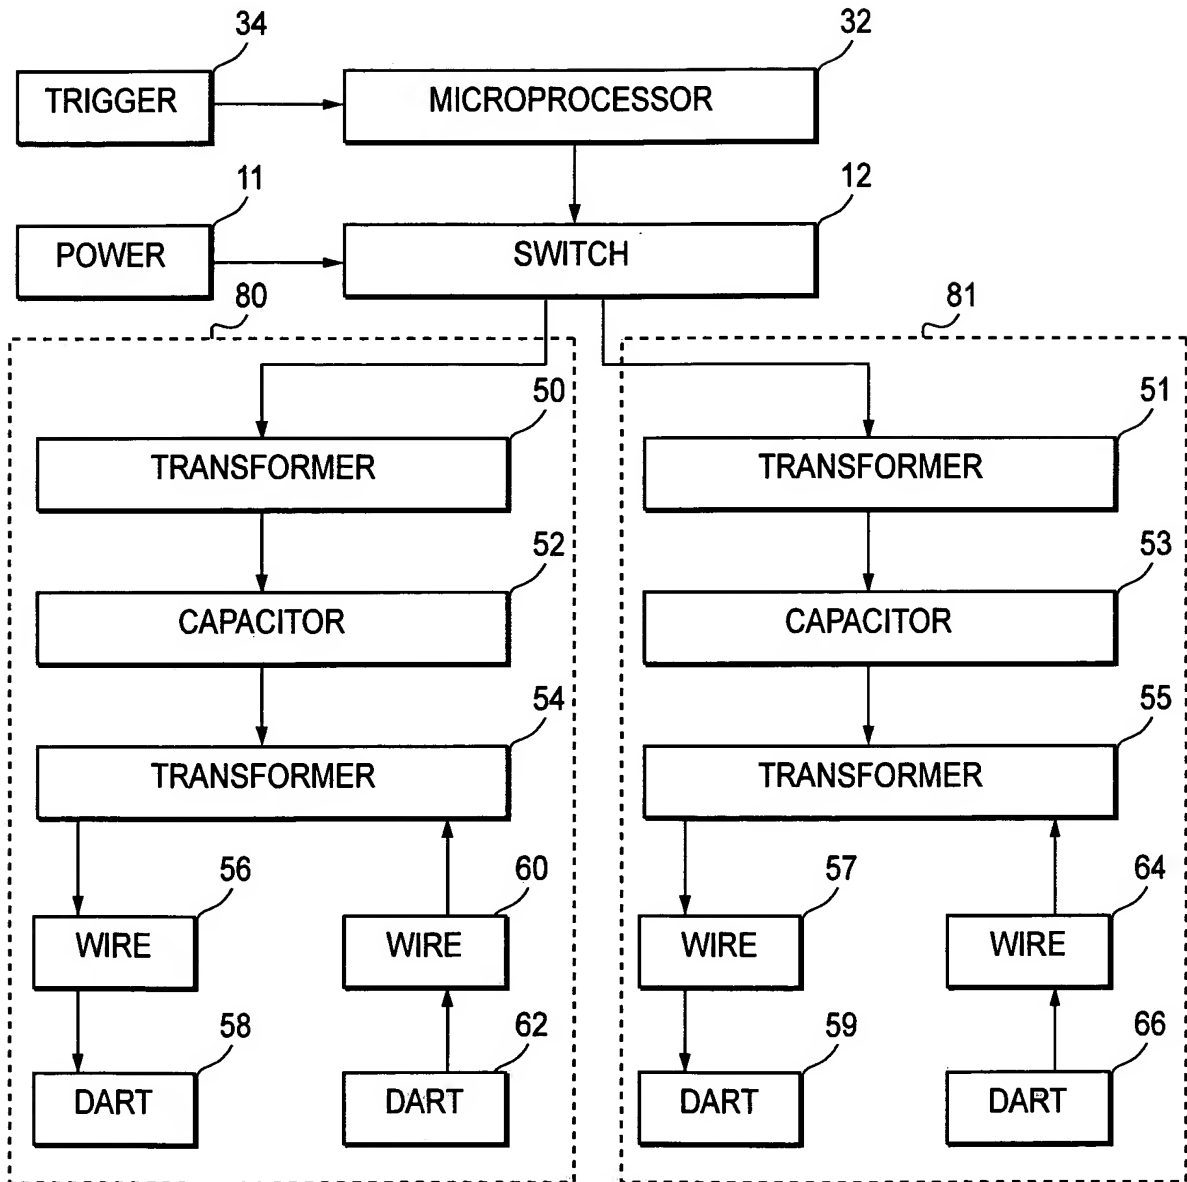 34
32
TRIGGER
MICROPROCESSOR
11
12
POWER
SWITCH
80
81
50
51
TRANSFORMER
TRANSFORMER
52
53
CAPACITOR
CAPACITOR
54
55
TRANSFORMER
TRANSFORMER
56
60
57
64
WIRE
WIRE
WIRE
WIRE
58
62
59
66
DART
DART
DART
DART